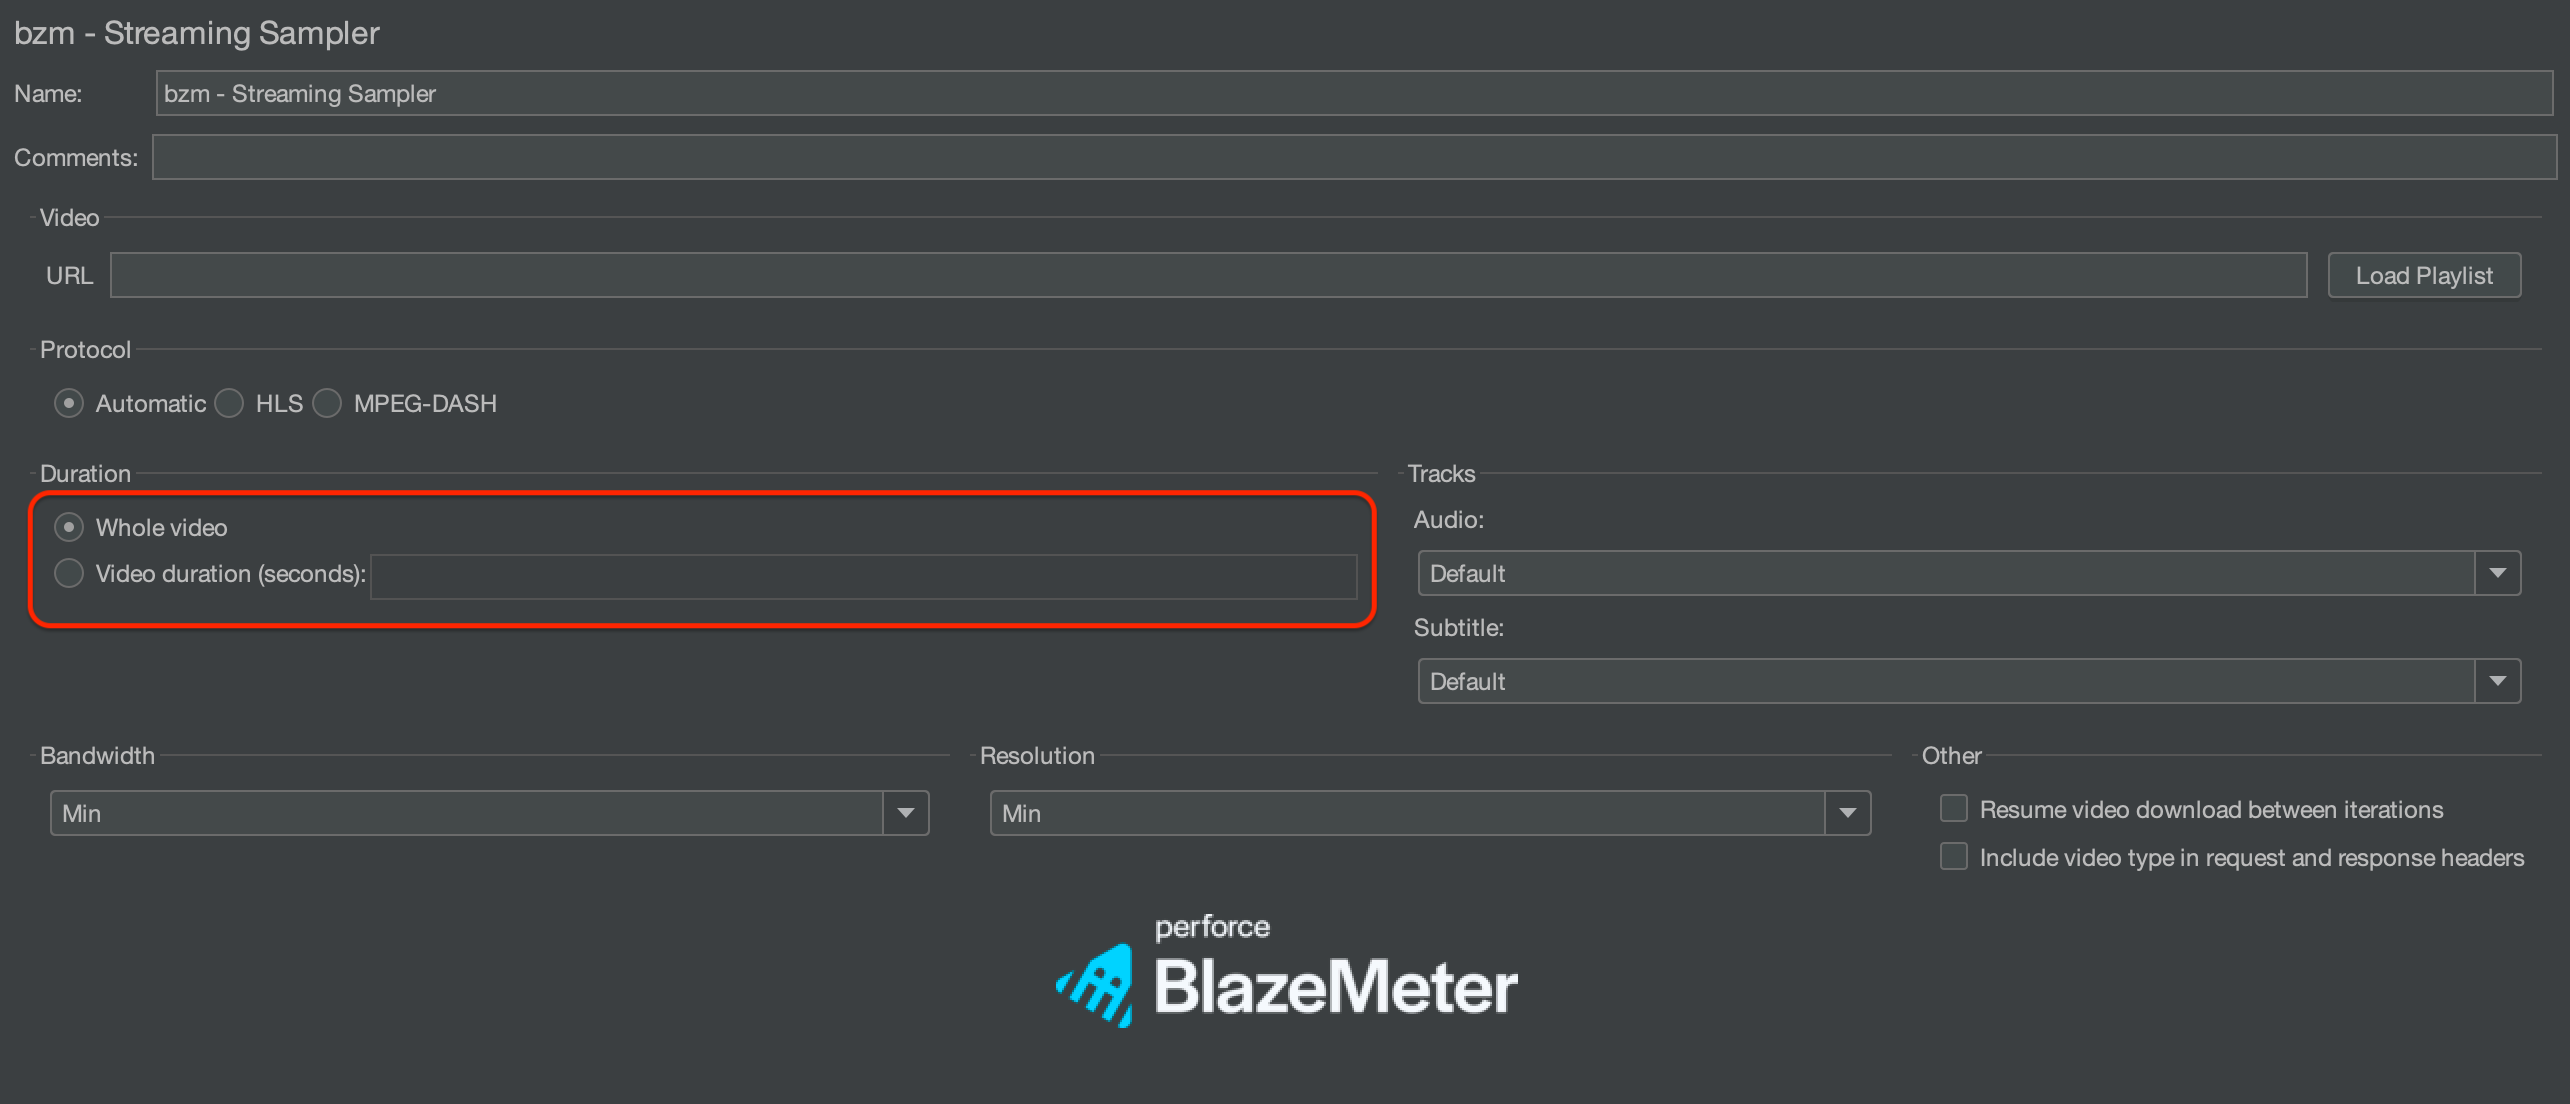 bzm - Streaming Sampler
Name: bzm - Streaming Sampler
Comments:
Video
URL Load Playlist
Protocol
Automatic HLS MPEG-DASH
Duration
Whole video
Video duration (seconds):
Tracks
Audio:
Default
Subtitle:
Default
Bandwidth
Min
Resolution
Min
Other
Resume video download between iterations
Include video type in request and response headers
perforce
BlazeMeter